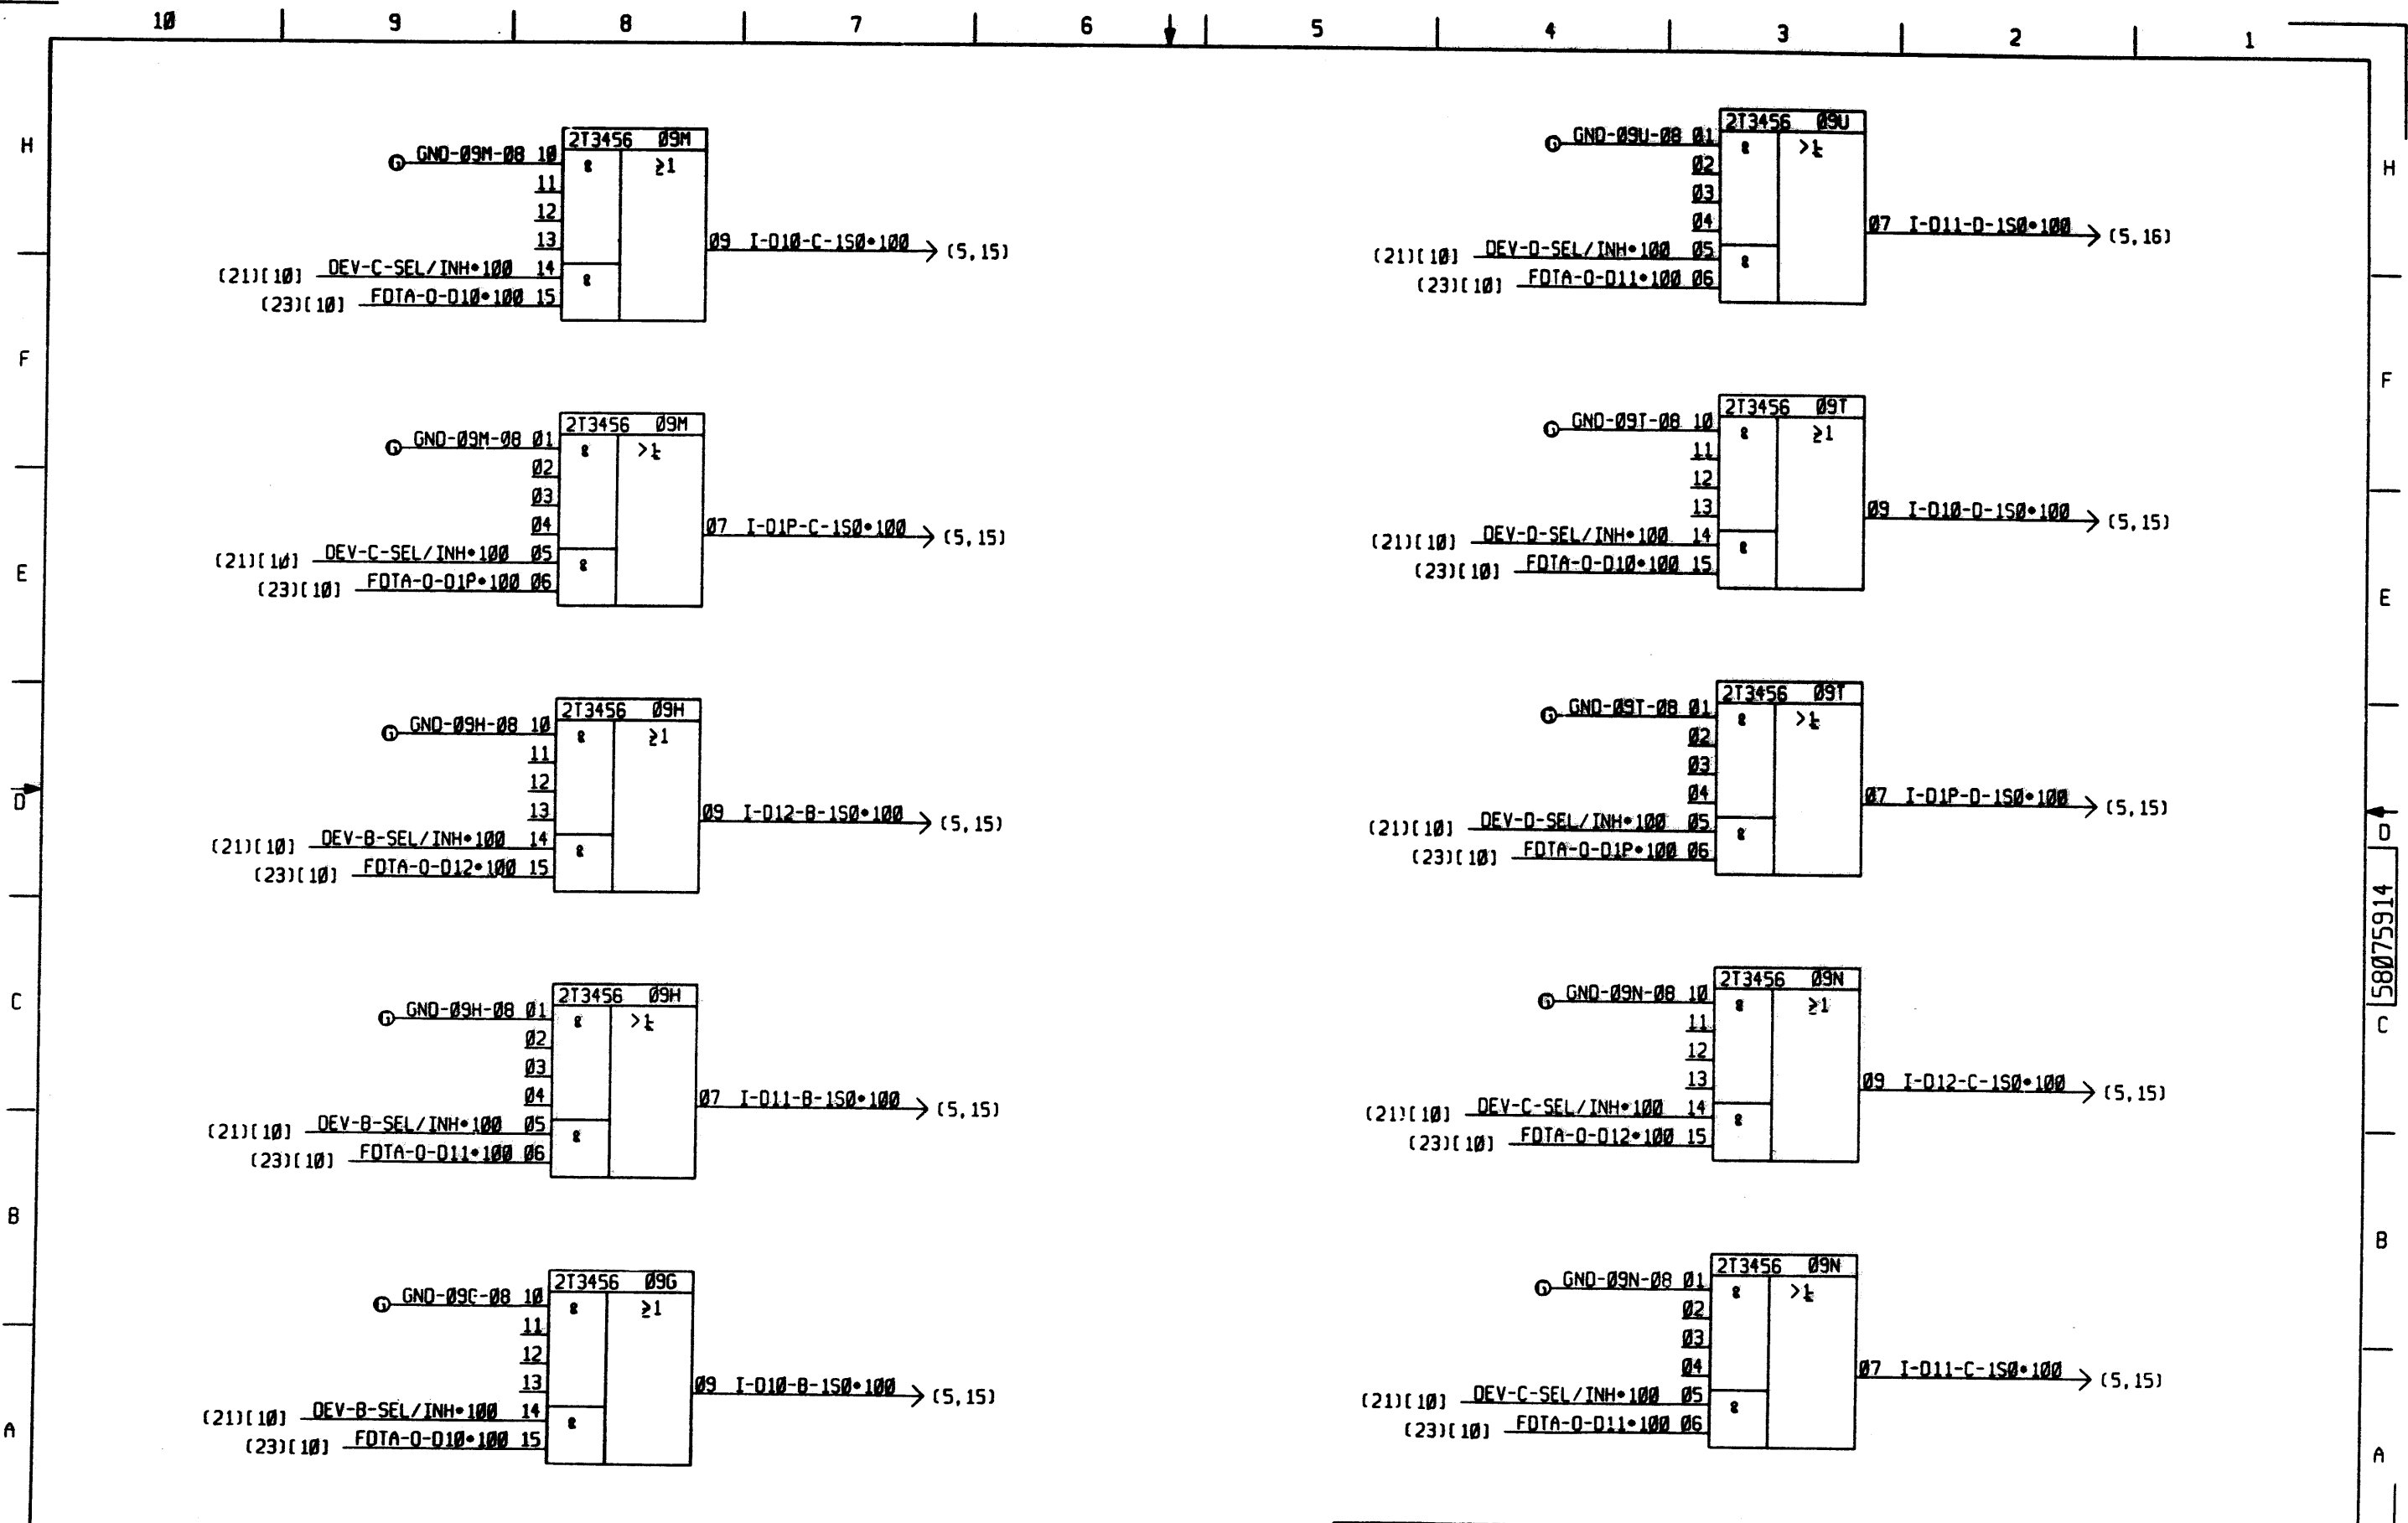 10 9 8 7 6 5 4 3 2 1
H
2T3456 09M
GND-09M-08 10
& ≥1
11
12
13
09 I-D10-C-1S0•100 (5,15)
(21)[10] DEV-C-SEL/INH•100 14
&
(23)[10] FDTA-O-D10•100 15
F
2T3456 09M
GND-09M-08 01
& >1
02
03
04
07 I-D1P-C-1S0•100 (5,15)
(21)[10] DEV-C-SEL/INH•100 05
&
(23)[10] FDTA-O-D1P•100 06
E
2T3456 09H
GND-09H-08 10
& ≥1
11
12
13
09 I-D12-B-1S0•100 (5,15)
(21)[10] DEV-B-SEL/INH•100 14
&
(23)[10] FDTA-O-D12•100 15
D
2T3456 09H
GND-09H-08 01
& >1
02
03
04
07 I-D11-B-1S0•100 (5,15)
(21)[10] DEV-B-SEL/INH•100 05
&
(23)[10] FDTA-O-D11•100 06
C
B
2T3456 09G
GND-09G-08 10
& ≥1
11
12
13
09 I-D10-B-1S0•100 (5,15)
(21)[10] DEV-B-SEL/INH•100 14
&
(23)[10] FDTA-O-D10•100 15
A
2T3456 09U
GND-09U-08 01
& >1
02
03
04
07 I-D11-D-1S0•100 (5,16)
(21)[10] DEV-D-SEL/INH•100 05
&
(23)[10] FDTA-O-D11•100 06
H
2T3456 09T
GND-09T-08 10
& ≥1
11
12
13
09 I-D10-D-1S0•100 (5,15)
(21)[10] DEV-D-SEL/INH•100 14
&
(23)[10] FDTA-O-D10•100 15
F
E
2T3456 09T
GND-09T-08 01
& >1
02
03
04
07 I-D1P-D-1S0•100 (5,15)
(21)[10] DEV-D-SEL/INH•100 05
&
(23)[10] FDTA-O-D1P•100 06
D
58075914
2T3456 09N
GND-09N-08 10
& ≥1
11
12
13
09 I-D12-C-1S0•100 (5,15)
(21)[10] DEV-C-SEL/INH•100 14
&
(23)[10] FDTA-O-D12•100 15
C
B
2T3456 09N
GND-09N-08 01
& >1
02
03
04
07 I-D11-C-1S0•100 (5,15)
(21)[10] DEV-C-SEL/INH•100 05
&
(23)[10] FDTA-O-D11•100 06
A